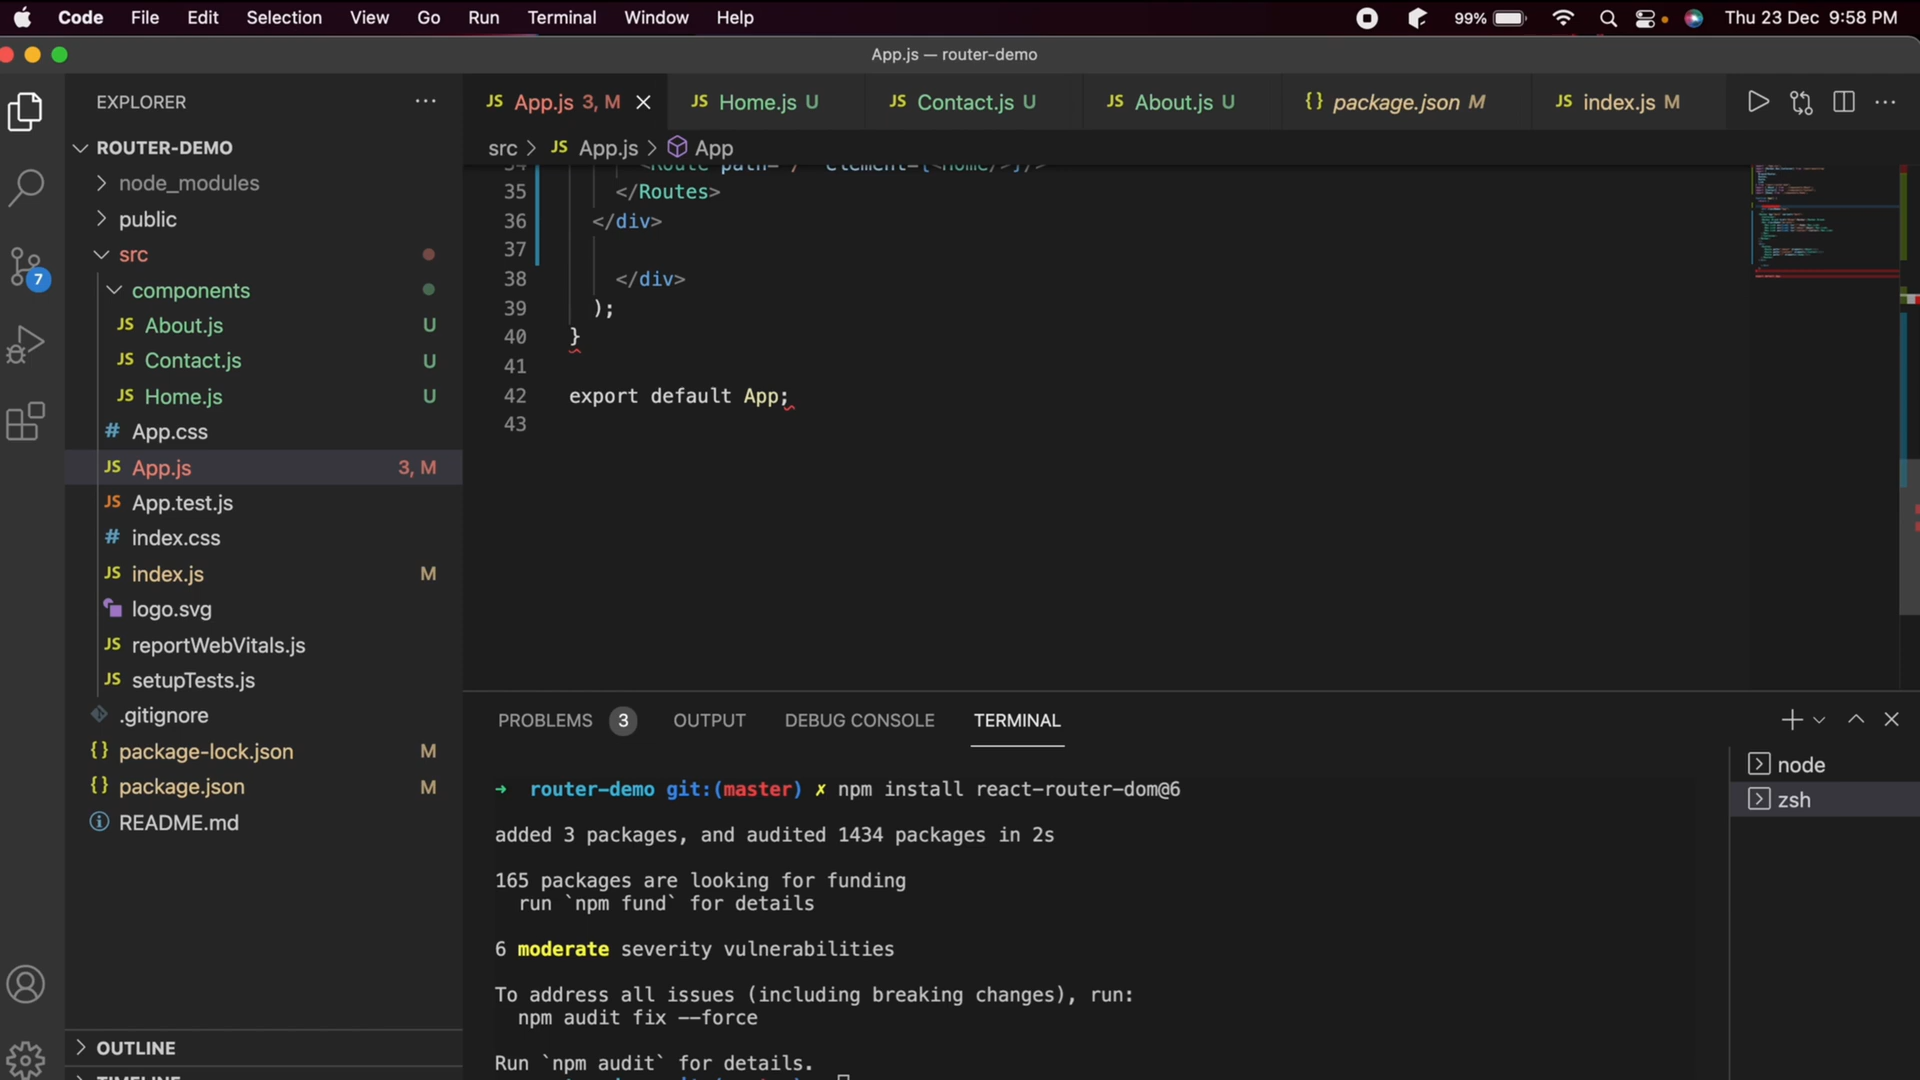 Code File Edit Selection View Go Run Terminal Window Help 99% Thu 23 Dec 9:58 PM
App.js — router-demo
EXPLORER ···
ROUTER-DEMO
node_modules
public
src
components
JS About.js U
JS Contact.js U
JS Home.js U
# App.css
JS App.js 3, M
JS App.test.js
# index.css
JS index.js M
logo.svg
JS reportWebVitals.js
JS setupTests.js
.gitignore
{} package-lock.json M
{} package.json M
README.md
OUTLINE
TIMELINE
7
JS App.js 3, M JS Home.js U JS Contact.js U JS About.js U {} package.json M JS index.js M ···
src > JS App.js > App
34 <Route path="/" element={<Home/>}/>
35 </Routes>
36 </div>
37
38 </div>
39 );
40 }
41
42 export default App;
43
PROBLEMS 3 OUTPUT DEBUG CONSOLE TERMINAL
node
zsh
→ router-demo git:(master) ✗ npm install react-router-dom@6
added 3 packages, and audited 1434 packages in 2s
165 packages are looking for funding
run `npm fund` for details
6 moderate severity vulnerabilities
To address all issues (including breaking changes), run:
npm audit fix --force
Run `npm audit` for details.